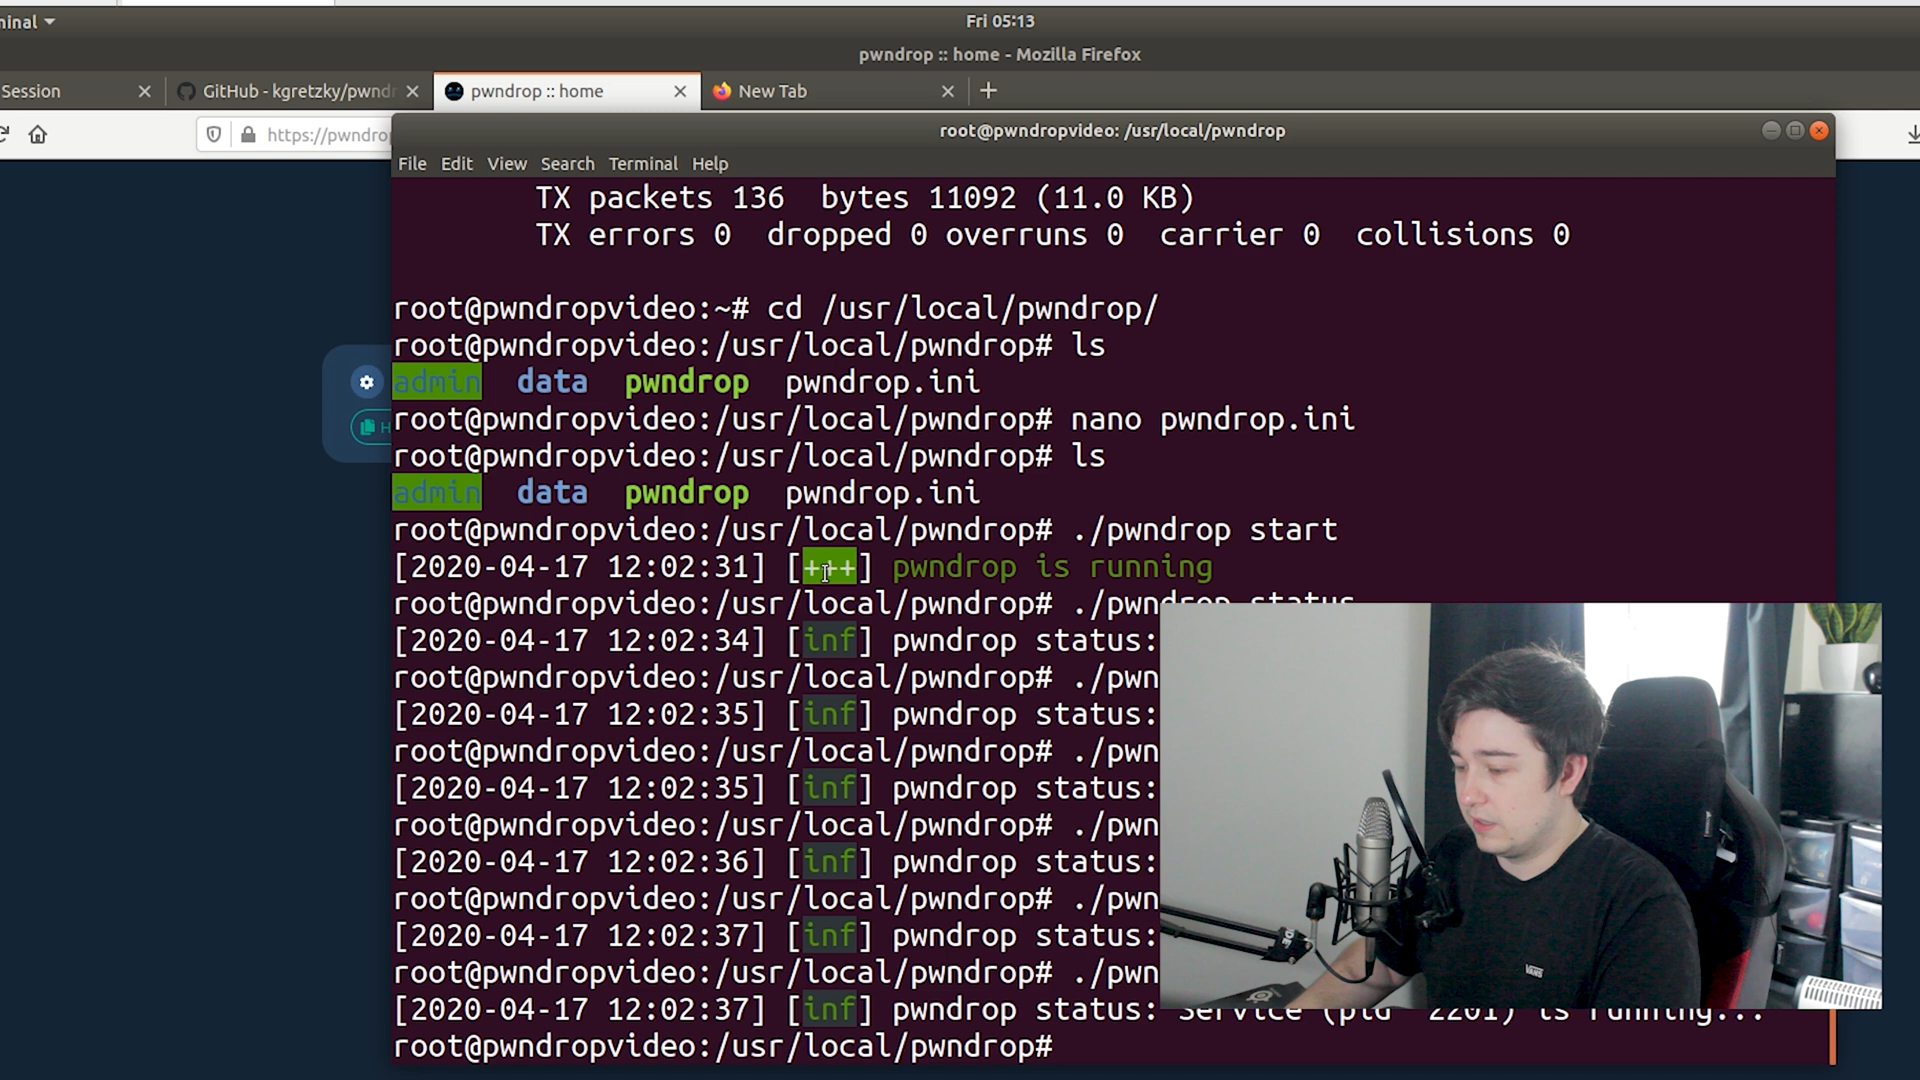 Fri 05:13
pwndrop :: home - Mozilla Firefox
Session
GitHub - kgretzky/pwndr
pwndrop :: home
New Tab
https://pwndro
root@pwndropvideo: /usr/local/pwndrop
File Edit View Search Terminal Help
TX packets 136 bytes 11092 (11.0 KB)
TX errors 0 dropped 0 overruns 0 carrier 0 collisions 0
root@pwndropvideo:~# cd /usr/local/pwndrop/
root@pwndropvideo:/usr/local/pwndrop# ls
admin data pwndrop pwndrop.ini
root@pwndropvideo:/usr/local/pwndrop# nano pwndrop.ini
root@pwndropvideo:/usr/local/pwndrop# ls
admin data pwndrop pwndrop.ini
root@pwndropvideo:/usr/local/pwndrop# ./pwndrop start
[2020-04-17 12:02:31] [+++] pwndrop is running
root@pwndropvideo:/usr/local/pwndrop# ./pwndrop status
[2020-04-17 12:02:34] [inf] pwndrop status:
root@pwndropvideo:/usr/local/pwndrop# ./pwn
[2020-04-17 12:02:35] [inf] pwndrop status:
root@pwndropvideo:/usr/local/pwndrop# ./pwn
[2020-04-17 12:02:35] [inf] pwndrop status:
root@pwndropvideo:/usr/local/pwndrop# ./pwn
[2020-04-17 12:02:36] [inf] pwndrop status:
root@pwndropvideo:/usr/local/pwndrop# ./pwn
[2020-04-17 12:02:37] [inf] pwndrop status:
root@pwndropvideo:/usr/local/pwndrop# ./pwn
[2020-04-17 12:02:37] [inf] pwndrop status: Service (pid 2201) is running...
root@pwndropvideo:/usr/local/pwndrop#
VANS